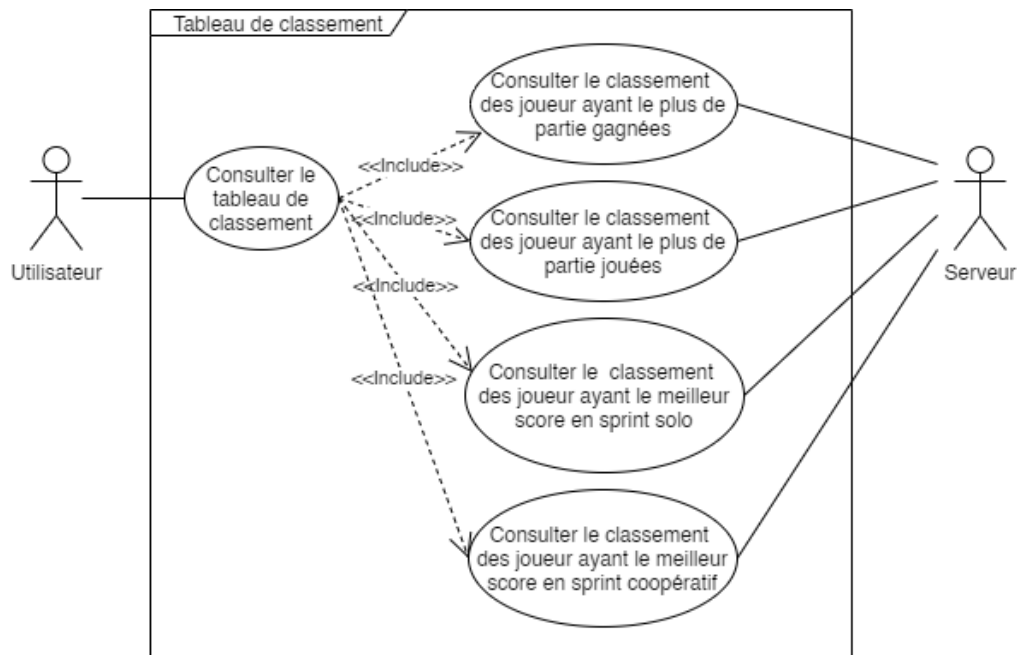 Tableau de classement
Consulter le classement
des joueur ayant le plus de
partie gagnées
<<Include>>
Consulter le
tableau de
classement
Utilisateur
<<Include>>
Consulter le classement
des joueur ayant le plus de
partie jouées
Serveur
<<Include>>
Consulter le classement
des joueur ayant le meilleur
score en sprint solo
<<Include>>
Consulter le classement
des joueur ayant le meilleur
score en sprint coopératif